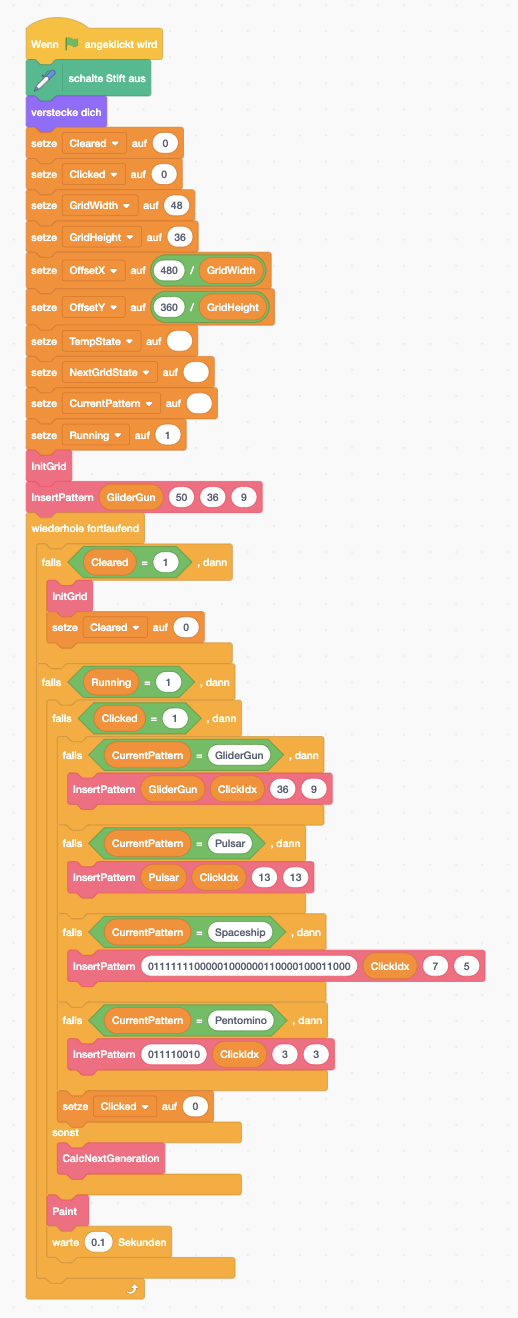 Wenn angeklickt wird
schalte Stift aus
verstecke dich
setze Cleared auf 0
setze Clicked auf 0
setze GridWidth auf 48
setze GridHeight auf 36
setze OffsetX auf 480 / GridWidth
setze OffsetY auf 360 / GridHeight
setze TempState auf
setze NextGridState auf
setze CurrentPattern auf
setze Running auf 1
InitGrid
InsertPattern GliderGun 50 36 9
wiederhole fortlaufend
falls Cleared = 1 , dann
InitGrid
setze Cleared auf 0
falls Running = 1 , dann
falls Clicked = 1 , dann
falls CurrentPattern = GliderGun , dann
InsertPattern GliderGun ClickIdx 36 9
falls CurrentPattern = Pulsar , dann
InsertPattern Pulsar ClickIdx 13 13
falls CurrentPattern = Spaceship , dann
InsertPattern 01111111000001000000110000100011000 ClickIdx 7 5
falls CurrentPattern = Pentomino , dann
InsertPattern 011110010 ClickIdx 3 3
setze Clicked auf 0
sonst
CalcNextGeneration
Paint
warte 0.1 Sekunden